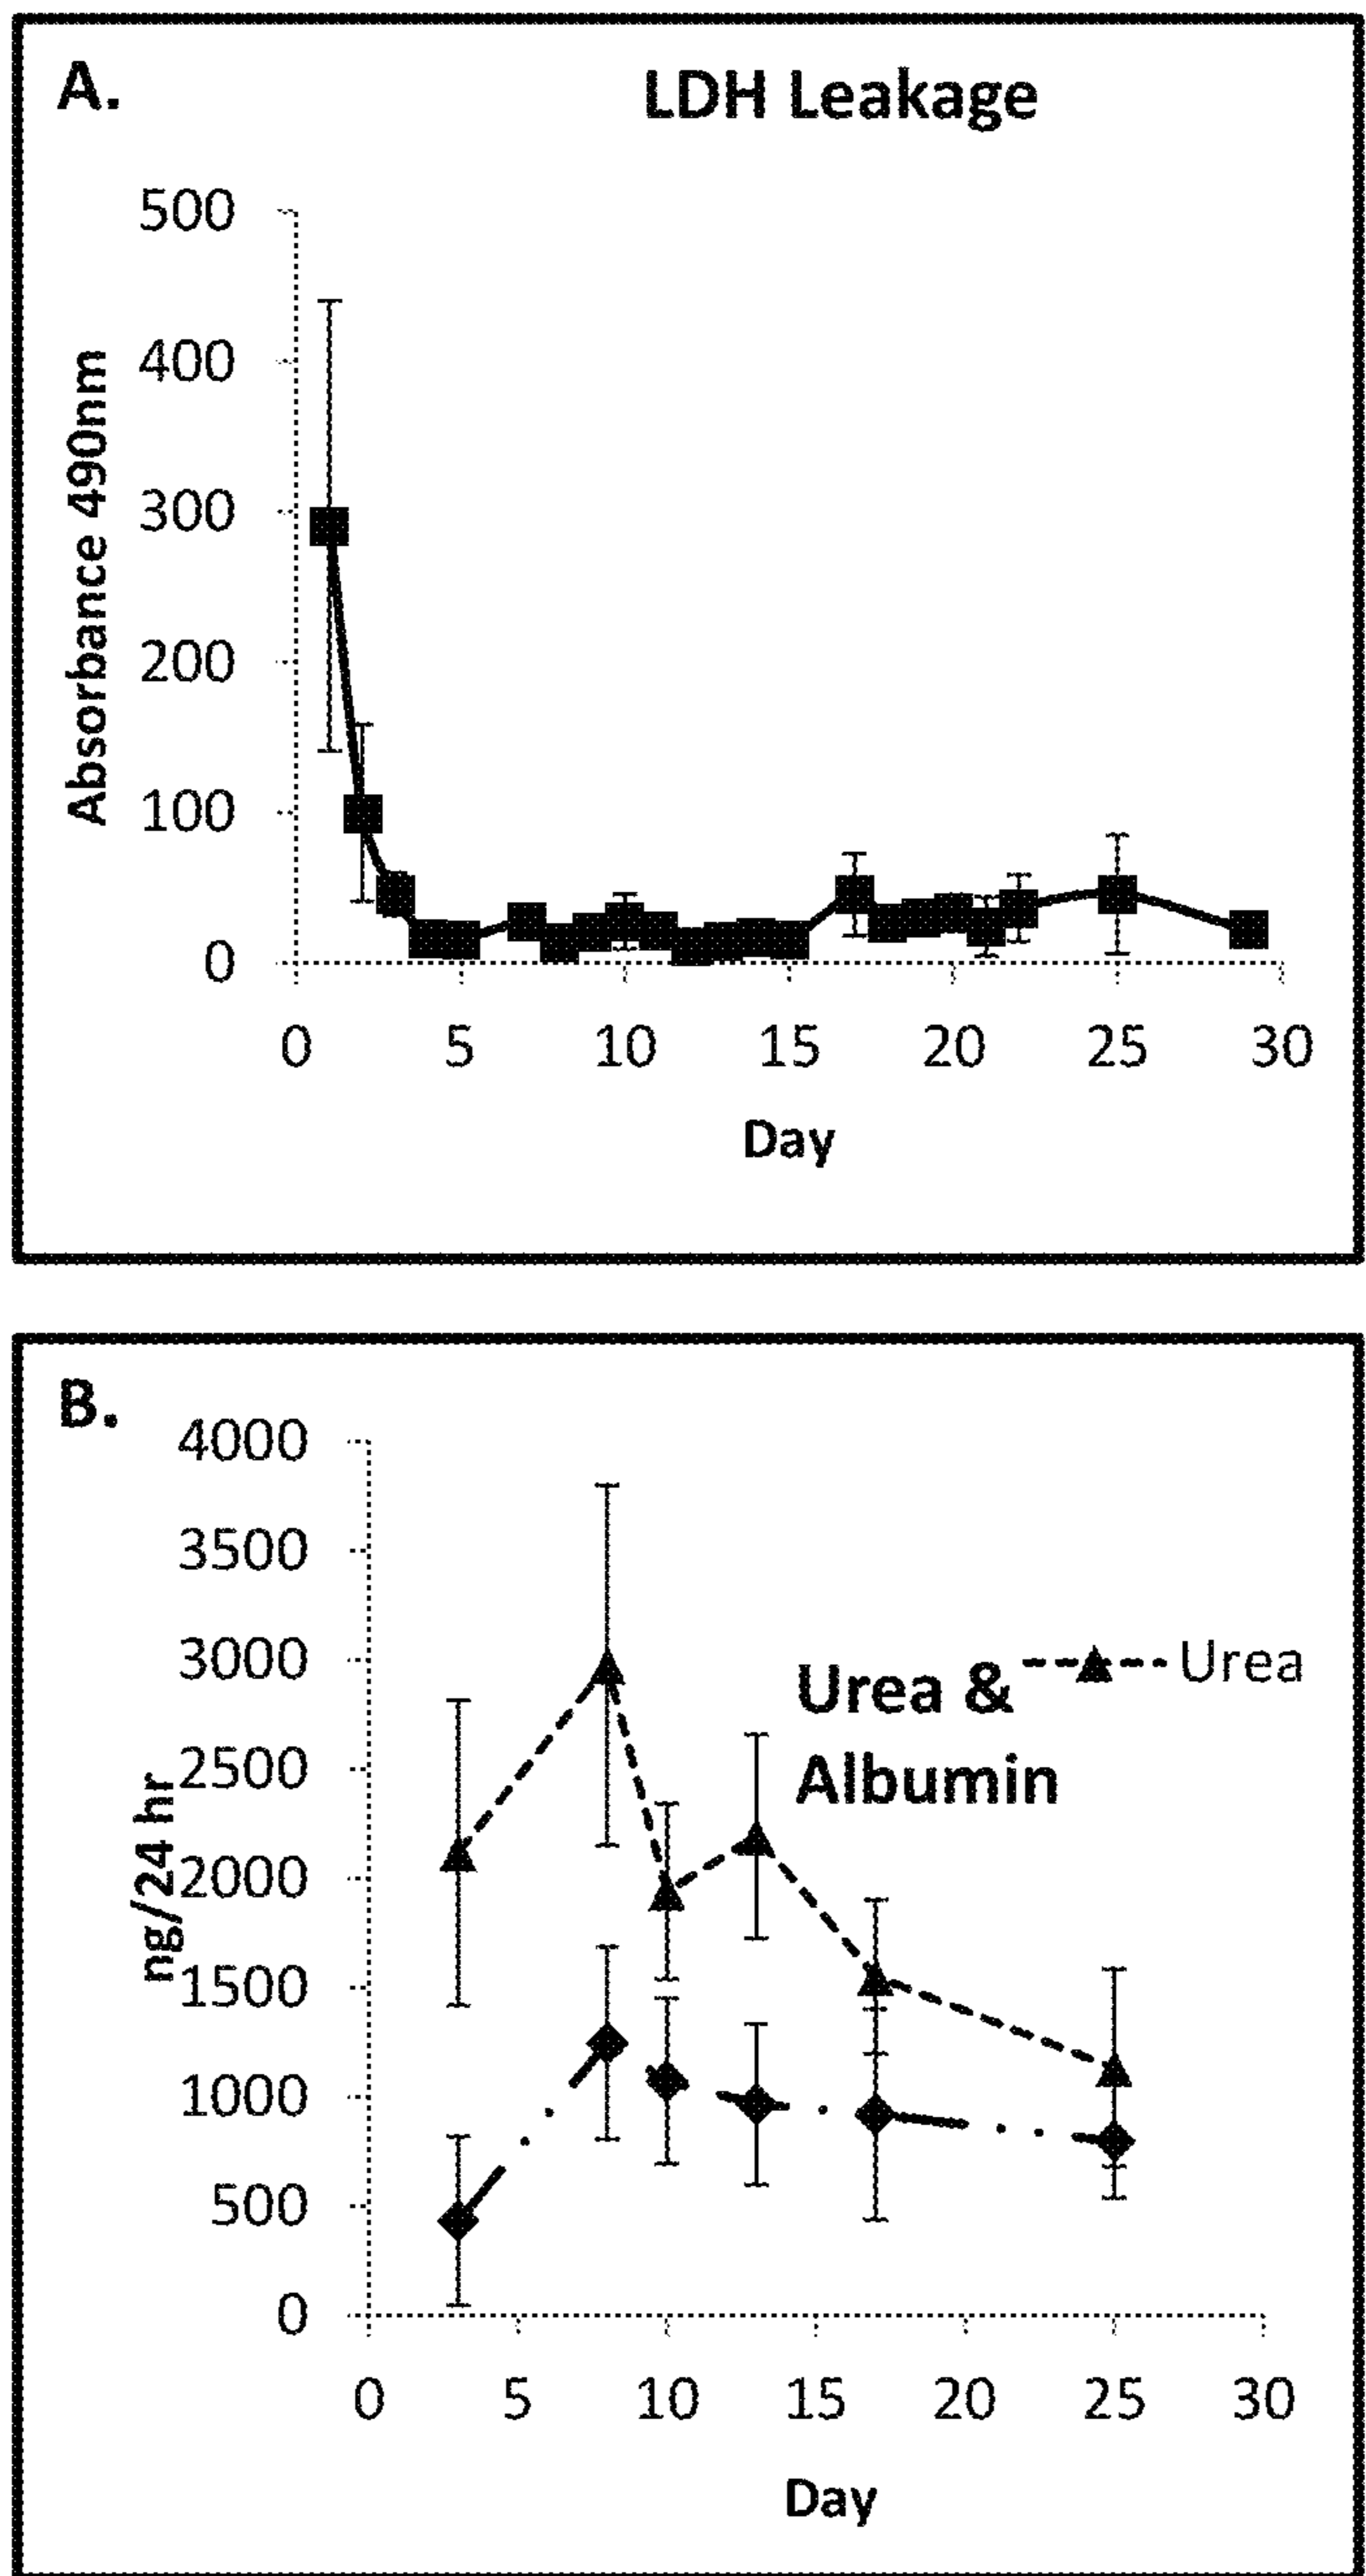 A.
LDH Leakage
500
400
300
200
100
0
Absorbance 490nm
0 5 10 15 20 25 30
Day
B.
4000
3500
3000
2500
2000
1500
1000
500
0
ng/24 hr
Urea &
Albumin
Urea
0 5 10 15 20 25 30
Day